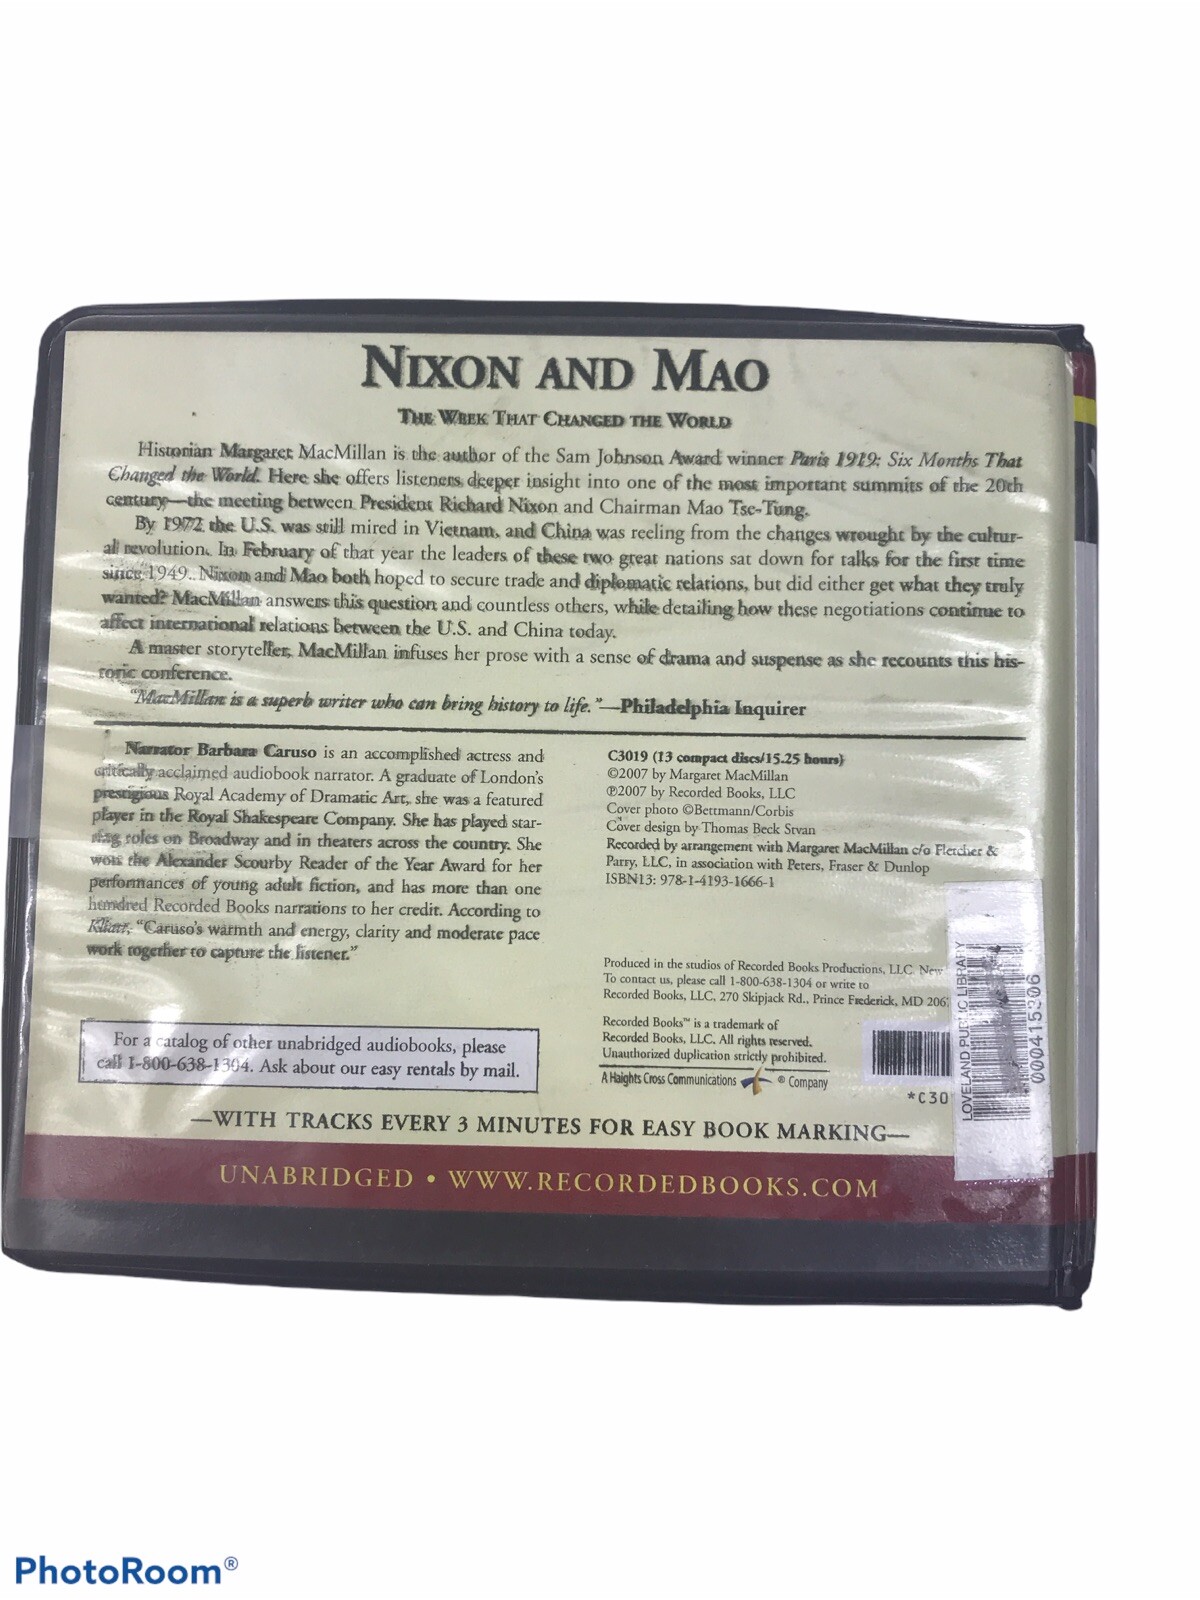 NIXON AND MAO
THE WEEK THAT CHANGED THE WORLD
Historian Margaret MacMillan is the author of the Sam Johnson Award winner Paris 1919: Six Months That
Changed the World. Here she offers listeners deeper insight into one of the most important summits of the 20th
century—the meeting between President Richard Nixon and Chairman Mao Tse-Tung.
By 1972 the U.S. was still mired in Vietnam, and China was reeling from the changes wrought by the cultur-
al revolution. In February of that year the leaders of these two great nations sat down for talks for the first time
since 1949. Nixon and Mao both hoped to secure trade and diplomatic relations, but did either get what they truly
wanted? MacMillan answers this question and countless others, while detailing how these negotiations continue to
affect international relations between the U.S. and China today.
A master storyteller, MacMillan infuses her prose with a sense of drama and suspense as she recounts this his-
toric conference.
"MacMillan is a superb writer who can bring history to life."—Philadelphia Inquirer
Narrator Barbara Caruso is an accomplished actress and
critically acclaimed audiobook narrator. A graduate of London's
prestigious Royal Academy of Dramatic Art, she was a featured
player in the Royal Shakespeare Company. She has played star-
ring roles on Broadway and in theaters across the country. She
won the Alexander Scourby Reader of the Year Award for her
performances of young adult fiction, and has more than one
hundred Recorded Books narrations to her credit. According to
Kliatt, "Caruso's warmth and energy, clarity and moderate pace
work together to capture the listener."
For a catalog of other unabridged audiobooks, please
call 1-800-638-1304. Ask about our easy rentals by mail.
C3019 (13 compact discs/15.25 hours)
©2007 by Margaret MacMillan
℗2007 by Recorded Books, LLC
Cover photo ©Bettmann/Corbis
Cover design by Thomas Beck Stvan
Recorded by arrangement with Margaret MacMillan c/o Fletcher &
Parry, LLC, in association with Peters, Fraser & Dunlop
ISBN13: 978-1-4193-1666-1
Produced in the studios of Recorded Books Productions, LLC. New
To contact us, please call 1-800-638-1304 or write to
Recorded Books, LLC, 270 Skipjack Rd., Prince Frederick, MD 206
Recorded Books™ is a trademark of
Recorded Books, LLC. All rights reserved.
Unauthorized duplication strictly prohibited.
A Haights Cross Communications ® Company
*C30
LOVELAND PUBLIC LIBRARY
—WITH TRACKS EVERY 3 MINUTES FOR EASY BOOK MARKING—
UNABRIDGED • WWW.RECORDEDBOOKS.COM
PhotoRoom®